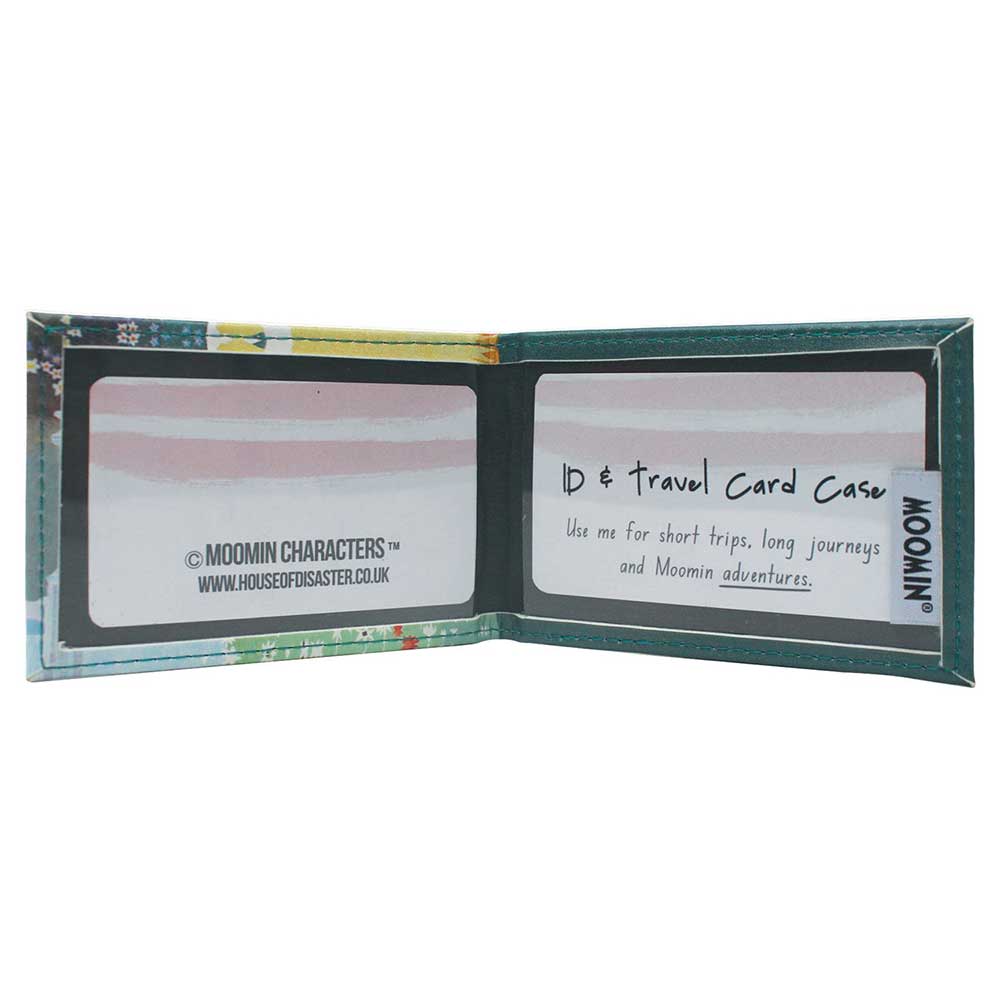 © MOOMIN CHARACTERS™
WWW.HOUSEOFDISASTER.CO.UK
ID & Travel Card Case
Use me for short trips, long journeys
and Moomin adventures.
MOOMIN®